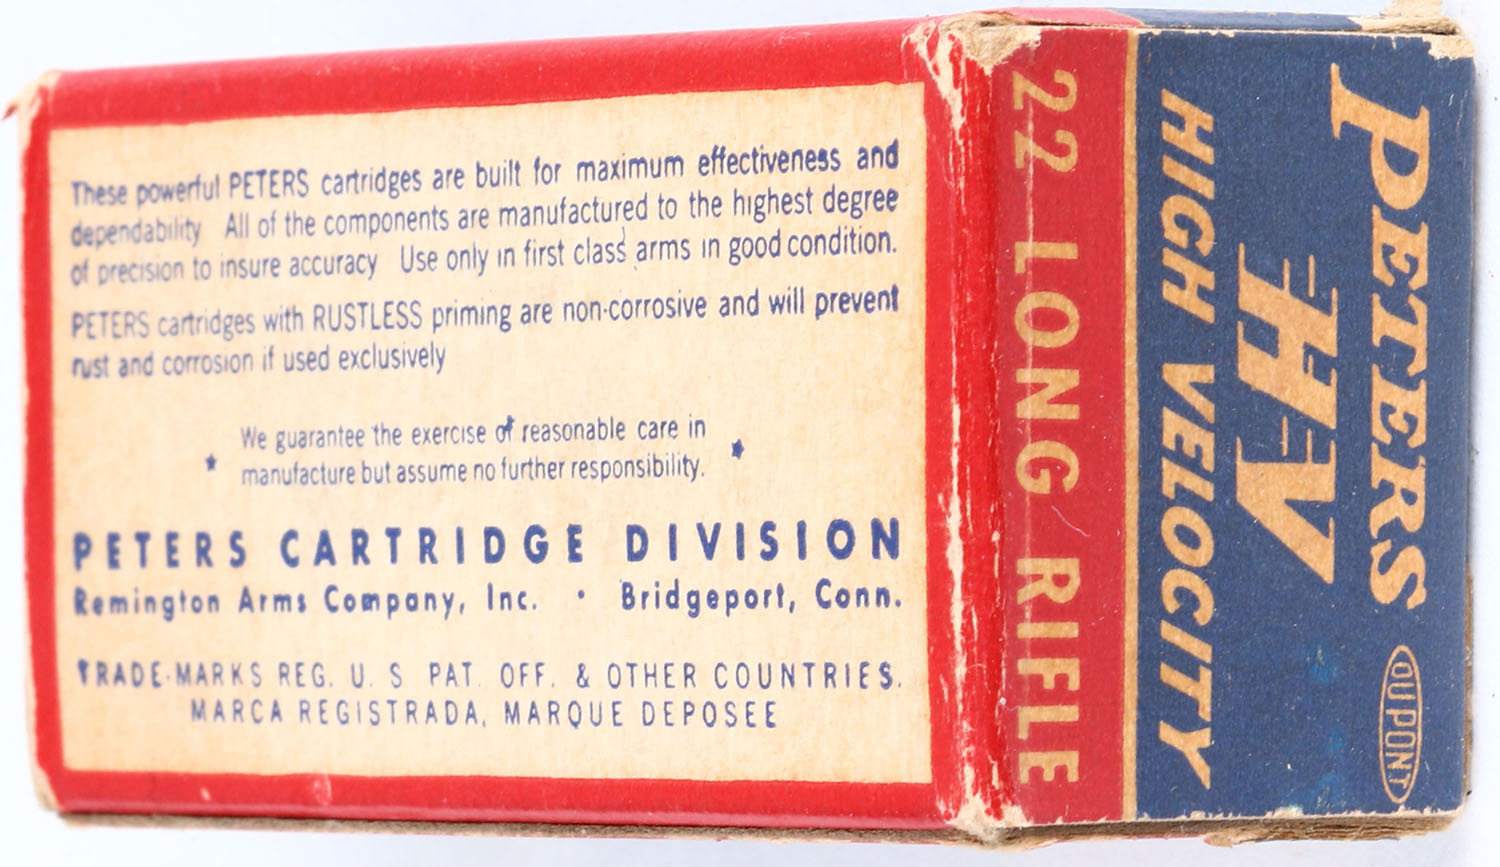 These powerful PETERS cartridges are built for maximum effectiveness and
dependability All of the components are manufactured to the highest degree
of precision to insure accuracy Use only in first class arms in good condition.
PETERS cartridges with RUSTLESS priming are non-corrosive and will prevent
rust and corrosion if used exclusively
We guarantee the exercise of reasonable care in
manufacture but assume no further responsibility.
PETERS CARTRIDGE DIVISION
Remington Arms Company, Inc. • Bridgeport, Conn.
TRADE-MARKS REG. U. S PAT. OFF. & OTHER COUNTRIES.
MARCA REGISTRADA, MARQUE DEPOSEE
PETERS
DU PONT
HV
HIGH VELOCITY
22 LONG RIFLE